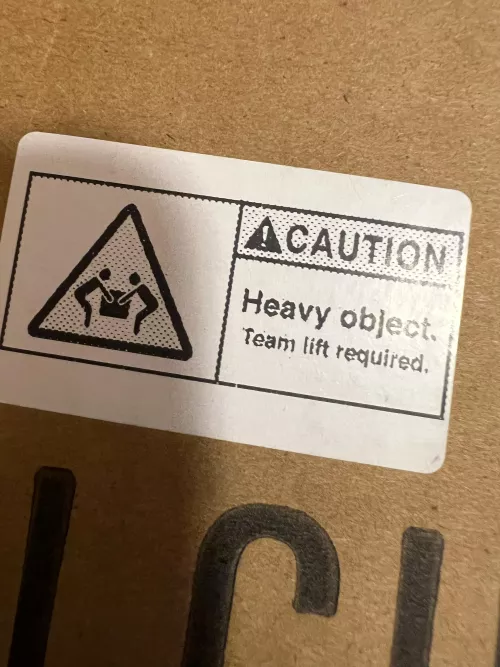 CAUTION
Heavy object.
Team lift required.